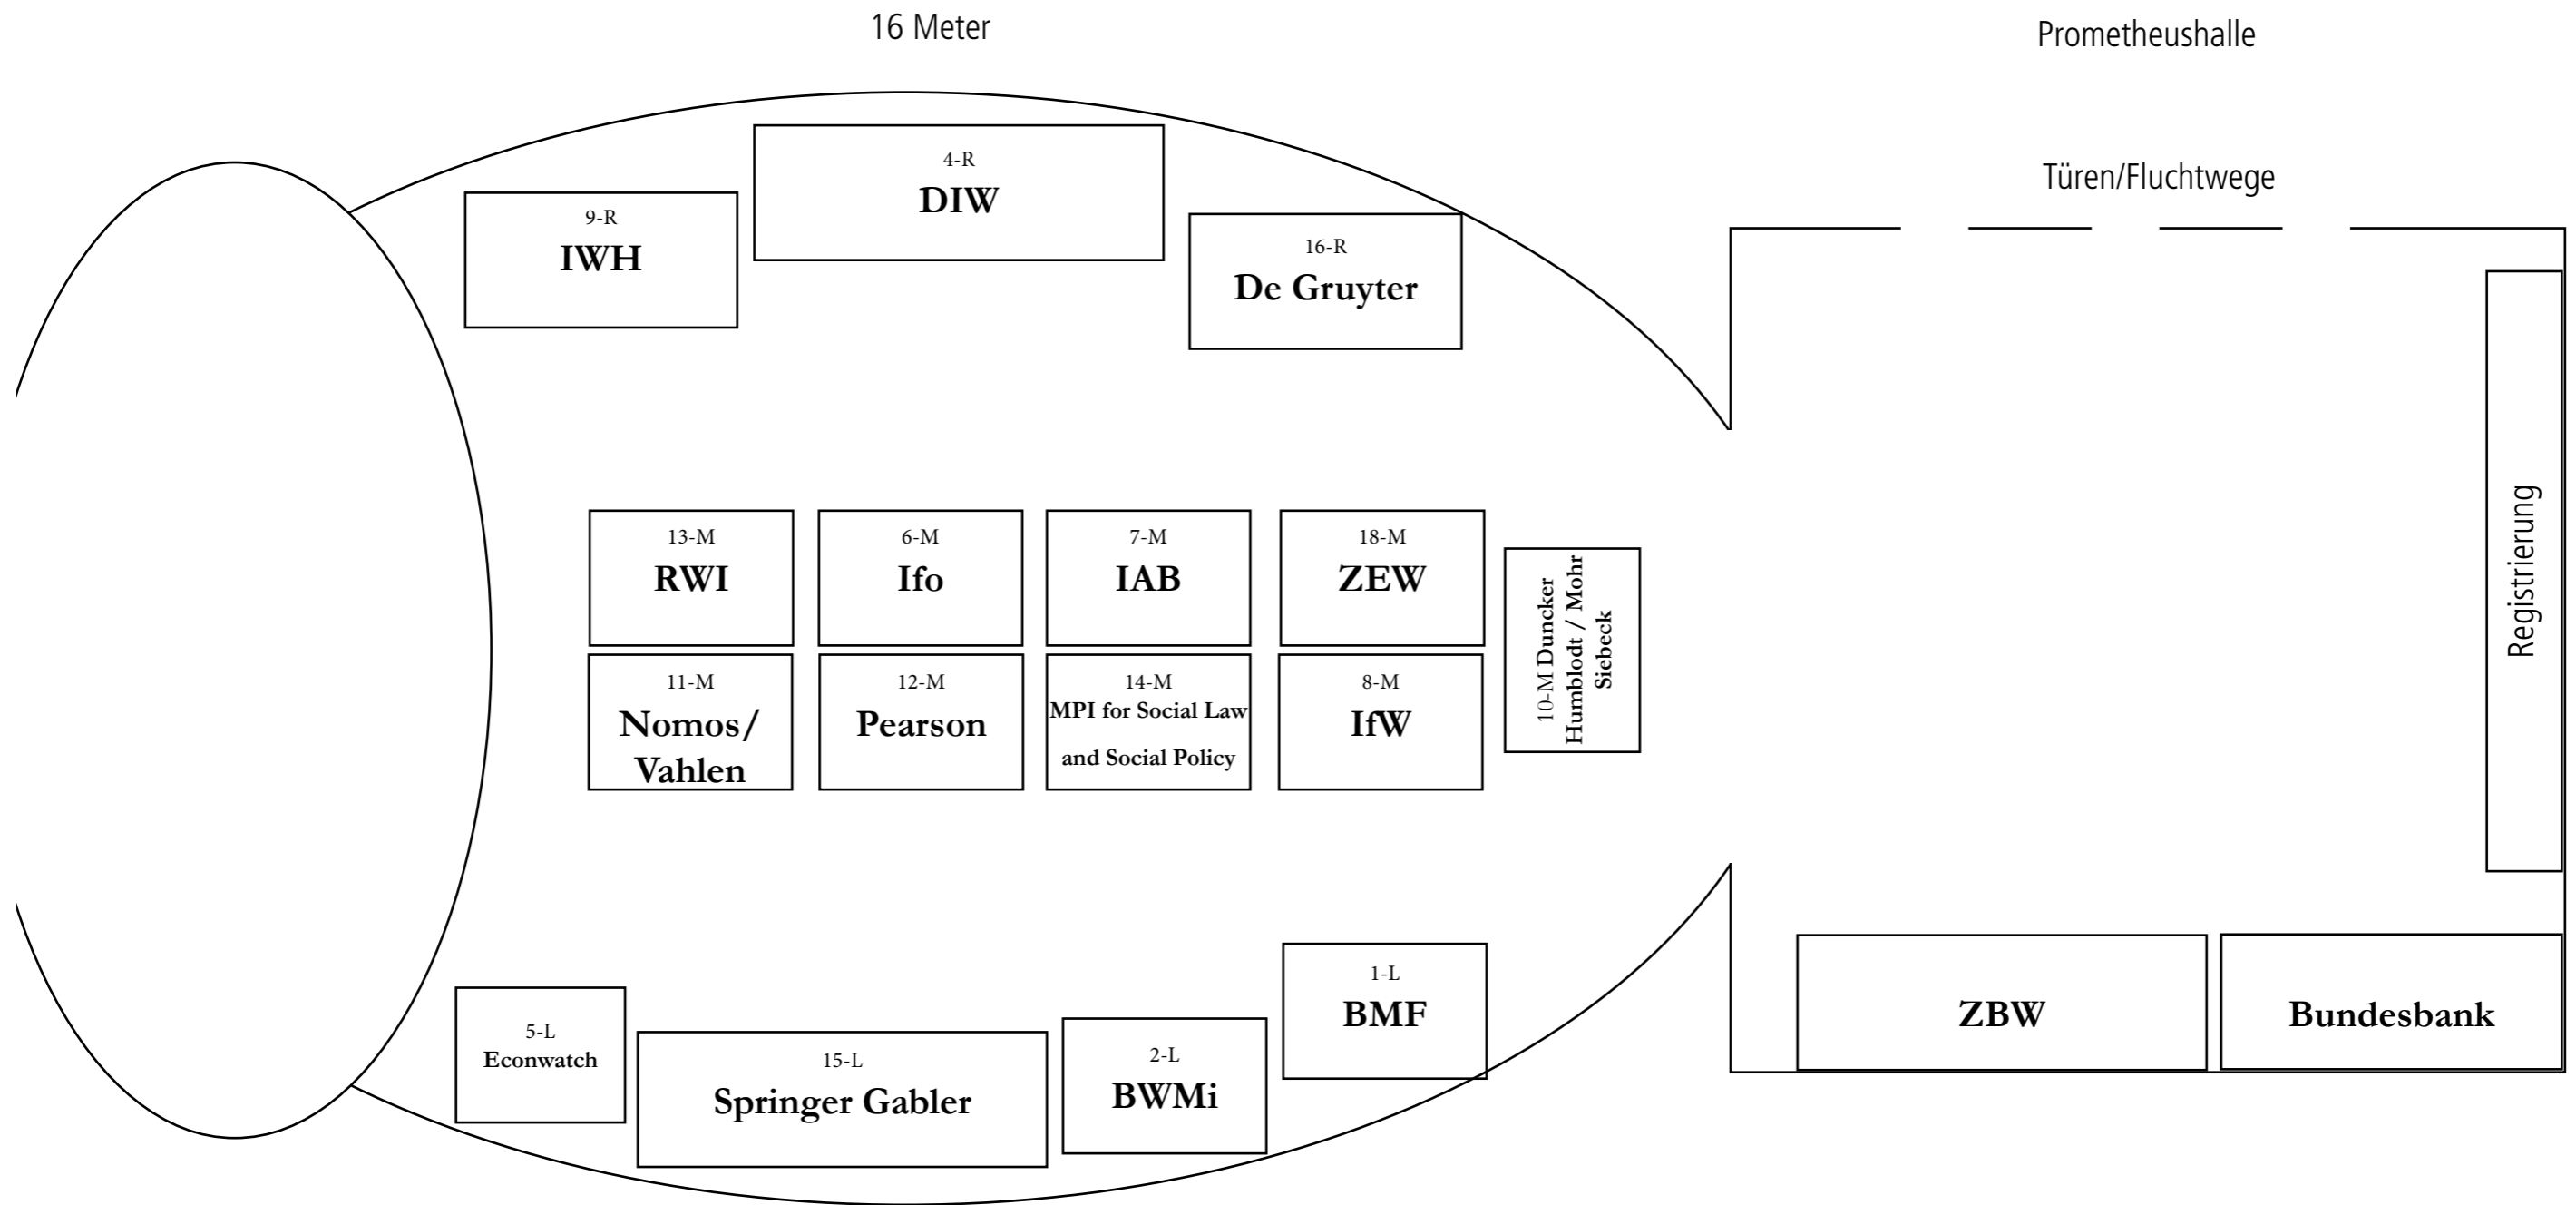 16 Meter
Prometheushalle
Türen/Fluchtwege
4-R
DIW
9-R
IWH
16-R
De Gruyter
13-M
RWI
6-M
Ifo
7-M
IAB
18-M
ZEW
10-M Duncker
Humblodt / Mohr
Siebeck
Registrierung
11-M
Nomos/
Vahlen
12-M
Pearson
14-M
MPI for Social Law
and Social Policy
8-M
IfW
5-L
Econwatch
15-L
Springer Gabler
2-L
BWMi
1-L
BMF
ZBW
Bundesbank